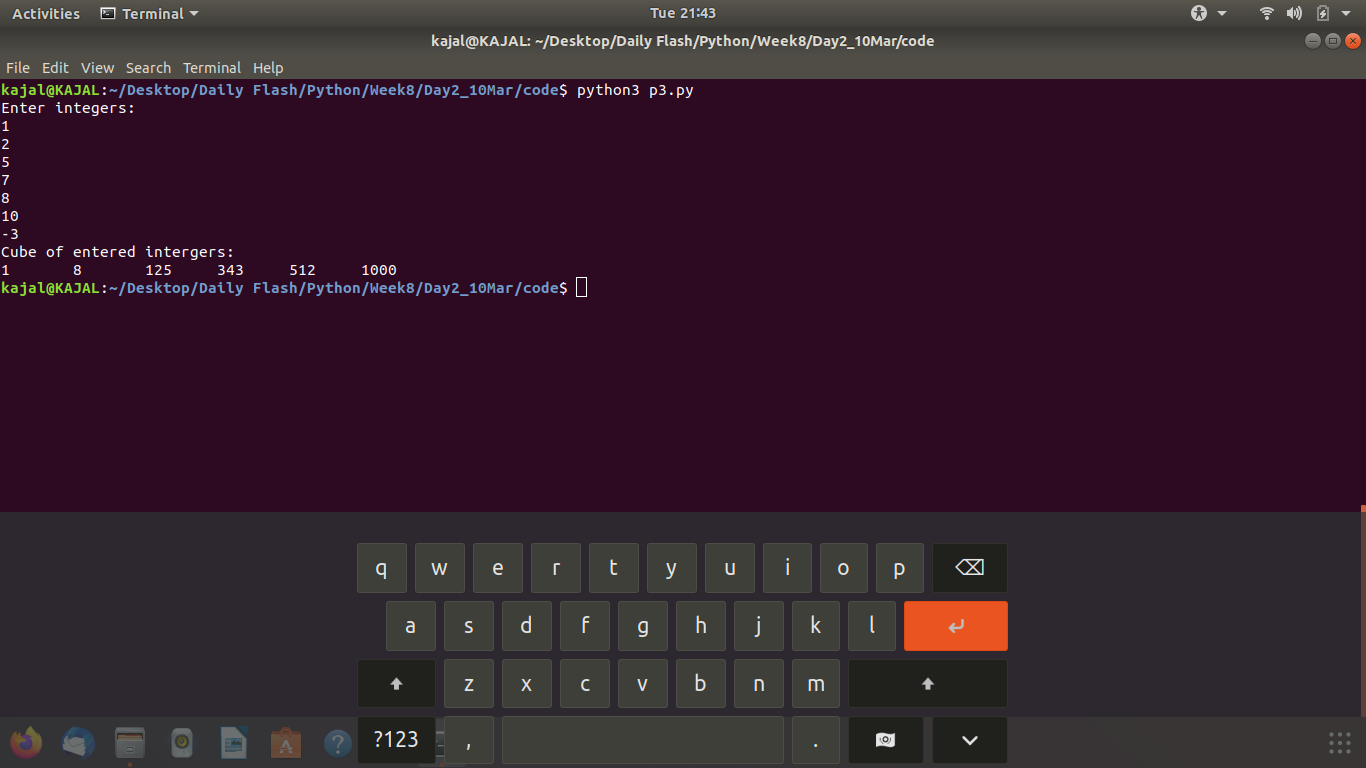 Activities Terminal Tue 21:43
kajal@KAJAL: ~/Desktop/Daily Flash/Python/Week8/Day2_10Mar/code
File Edit View Search Terminal Help
kajal@KAJAL:~/Desktop/Daily Flash/Python/Week8/Day2_10Mar/code$ python3 p3.py
Enter integers:
1
2
5
7
8
10
-3
Cube of entered intergers:
1 8 125 343 512 1000
kajal@KAJAL:~/Desktop/Daily Flash/Python/Week8/Day2_10Mar/code$
q w e r t y u i o p
a s d f g h j k l
z x c v b n m
?123 , .